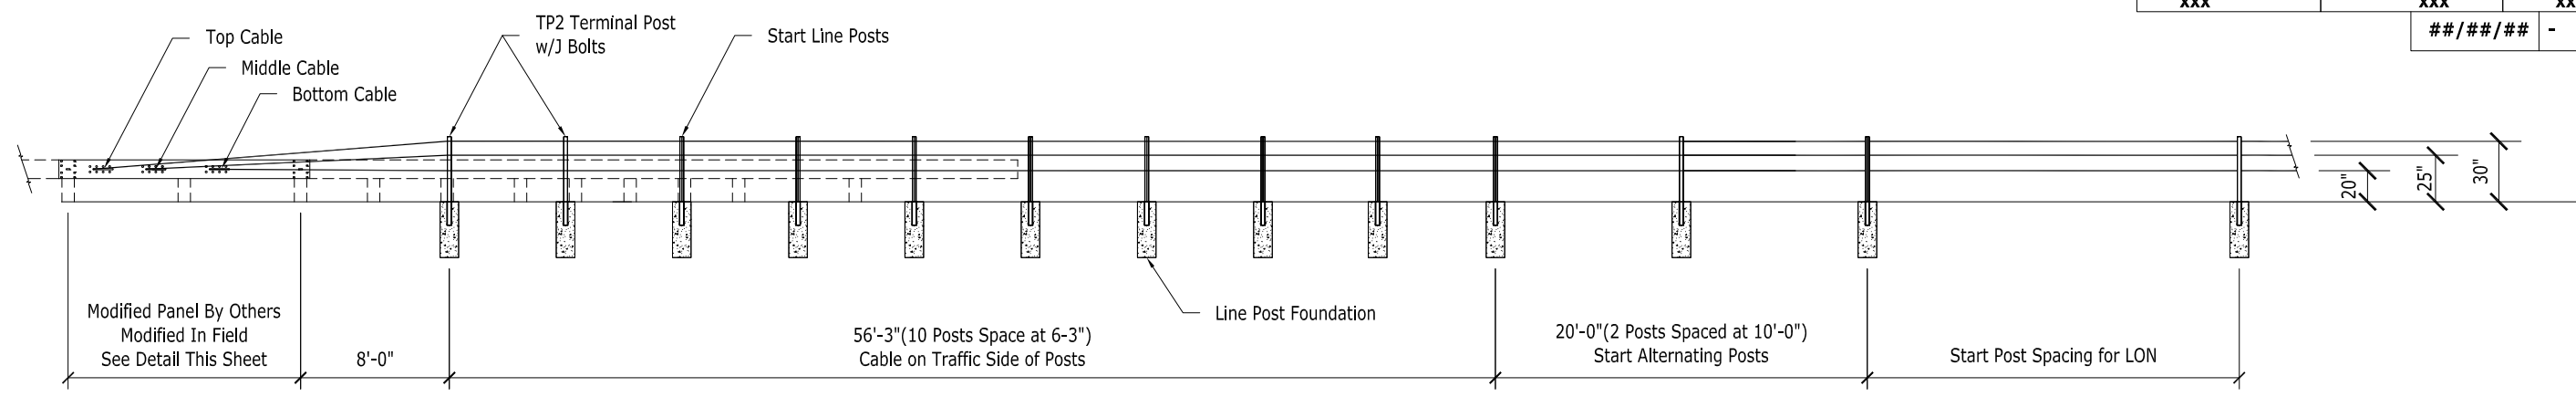 xxx
xxx
xx
##/##/##
-
TP2 Terminal Post
w/J Bolts
Start Line Posts
Top Cable
Middle Cable
Bottom Cable
20"
25"
30"
Line Post Foundation
Modified Panel By Others
Modified In Field
See Detail This Sheet
8'-0"
56'-3"(10 Posts Space at 6-3")
Cable on Traffic Side of Posts
20'-0"(2 Posts Spaced at 10'-0")
Start Alternating Posts
Start Post Spacing for LON